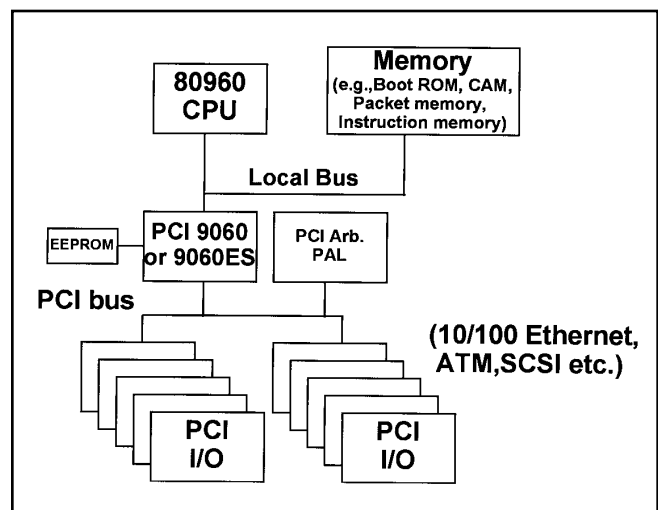 80960
CPU
Memory
(e.g.,Boot ROM, CAM,
Packet memory,
Instruction memory)
Local Bus
EEPROM
PCI 9060
or 9060ES
PCI Arb.
PAL
PCI bus
(10/100 Ethernet,
ATM,SCSI etc.)
PCI
I/O
PCI
I/O